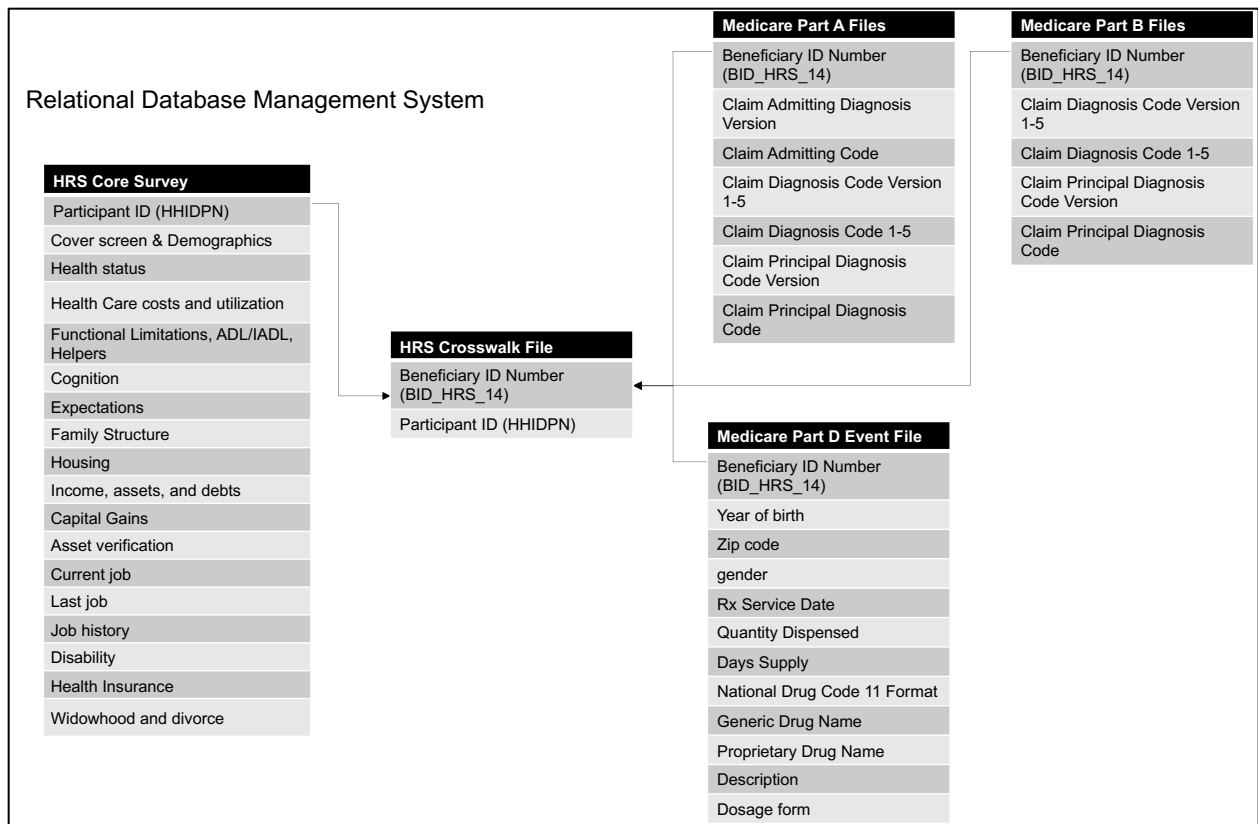 Relational Database Management System
HRS Core Survey
Participant ID (HHIDPN)
Cover screen & Demographics
Health status
Health Care costs and utilization
Functional Limitations, ADL/IADL,
Helpers
Cognition
Expectations
Family Structure
Housing
Income, assets, and debts
Capital Gains
Asset verification
Current job
Last job
Job history
Disability
Health Insurance
Widowhood and divorce
HRS Crosswalk File
Beneficiary ID Number
(BID_HRS_14)
Participant ID (HHIDPN)
Medicare Part A Files
Beneficiary ID Number
(BID_HRS_14)
Claim Admitting Diagnosis
Version
Claim Admitting Code
Claim Diagnosis Code Version
1-5
Claim Diagnosis Code 1-5
Claim Principal Diagnosis
Code Version
Claim Principal Diagnosis
Code
Medicare Part B Files
Beneficiary ID Number
(BID_HRS_14)
Claim Diagnosis Code Version
1-5
Claim Diagnosis Code 1-5
Claim Principal Diagnosis
Code Version
Claim Principal Diagnosis
Code
Medicare Part D Event File
Beneficiary ID Number
(BID_HRS_14)
Year of birth
Zip code
gender
Rx Service Date
Quantity Dispensed
Days Supply
National Drug Code 11 Format
Generic Drug Name
Proprietary Drug Name
Description
Dosage form